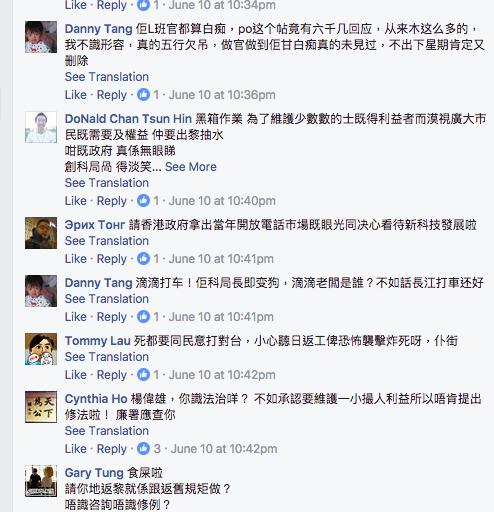 Like · Reply · 1 · June 10 at 10:34pm
Danny Tang 佢L班官都算白痴，po这个帖竟有六千几回应，从来木这么多的，
我不識形容，真的五行欠吊，做官做到佢甘白痴真的未見过，不出下星期肯定又
删除
See Translation
Like · Reply · 1 · June 10 at 10:36pm
DoNald Chan Tsun Hin 黑箱作業 為了維護少數數的士既得利益者而漠視廣大市
民既需要及權益 仲要出黎抽水
咁既政府 真係無眼睇
創科局咼 得淡笑... See More
See Translation
Like · Reply · 1 · June 10 at 10:40pm
Эрих Тонг 請香港政府拿出當年開放電話市場既眼光同决心看待新科技發展啦
See Translation
Like · Reply · 1 · June 10 at 10:41pm
Danny Tang 滴滴打车！佢科局長即变狗，滴滴老闆是誰？不如話長江打車还好
See Translation
Like · Reply · 1 · June 10 at 10:41pm
Tommy Lau 死都要同民意打對台，小心聽日返工俾恐怖襲擊炸死呀，仆街
See Translation
Like · Reply · 1 · June 10 at 10:42pm
Cynthia Ho 楊偉雄，你識法治咩？ 不如承認要維護一小撮人利益所以唔肯提出
修法啦！ 廉署應查你
See Translation
Like · Reply · 3 · June 10 at 10:42pm
Gary Tung 食屎啦
請你地返黎就係跟返舊規矩做？
唔識咨詢唔識修例？